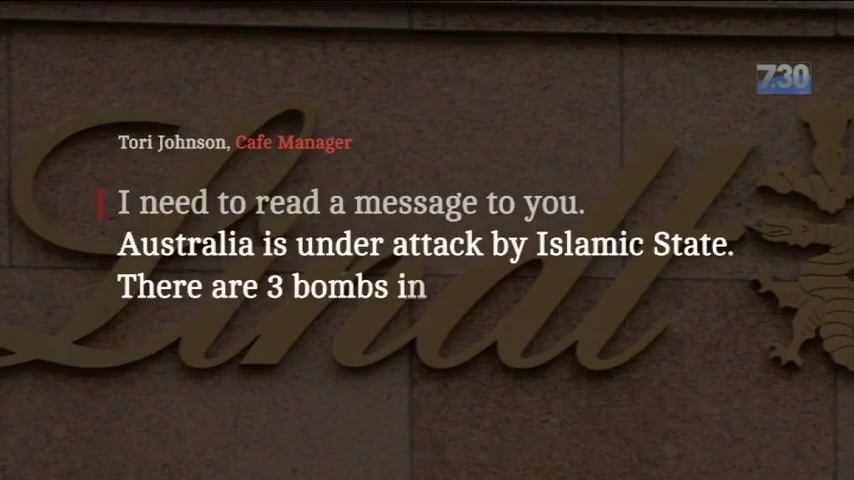 7.30
Tori Johnson, Cafe Manager
I need to read a message to you.
Australia is under attack by Islamic State.
There are 3 bombs in
Lindt